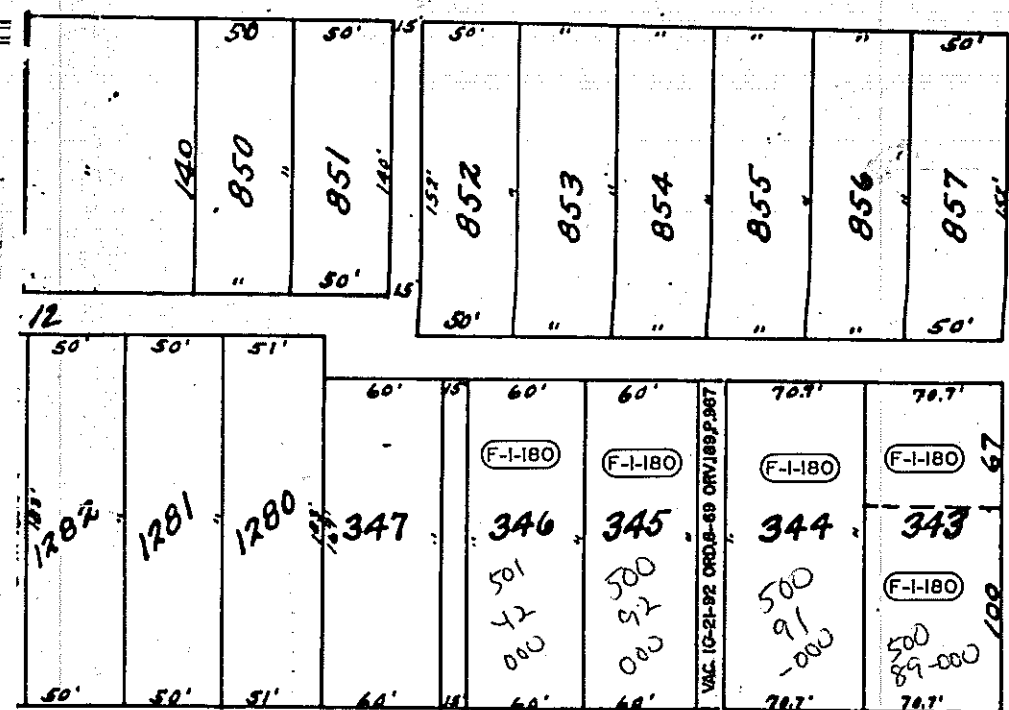 50 50' 15' 50' " " " " 50'
" 140 850 " 851 140' 152' 852 " 853 " 854 " 855 " 856 " 857 152'
" 50' 15'
50' " " " " 50'
12
50' 50' 51'
60' 15' 60' 60' 70.7' 70.7'
F-1-180 F-1-180 F-1-180 F-1-180 67
1282 " 1281 " 1280 347 " 346 " 345 " 344 " 343
VAC. 10-21-92 ORD.8-69 ORV.189,P.967
501 500 500 F-1-180 100
42 92 91 500
000 000 -000 89-000
50' 50' 51' 60' 15' 60' 60' 70.7' 70.7'